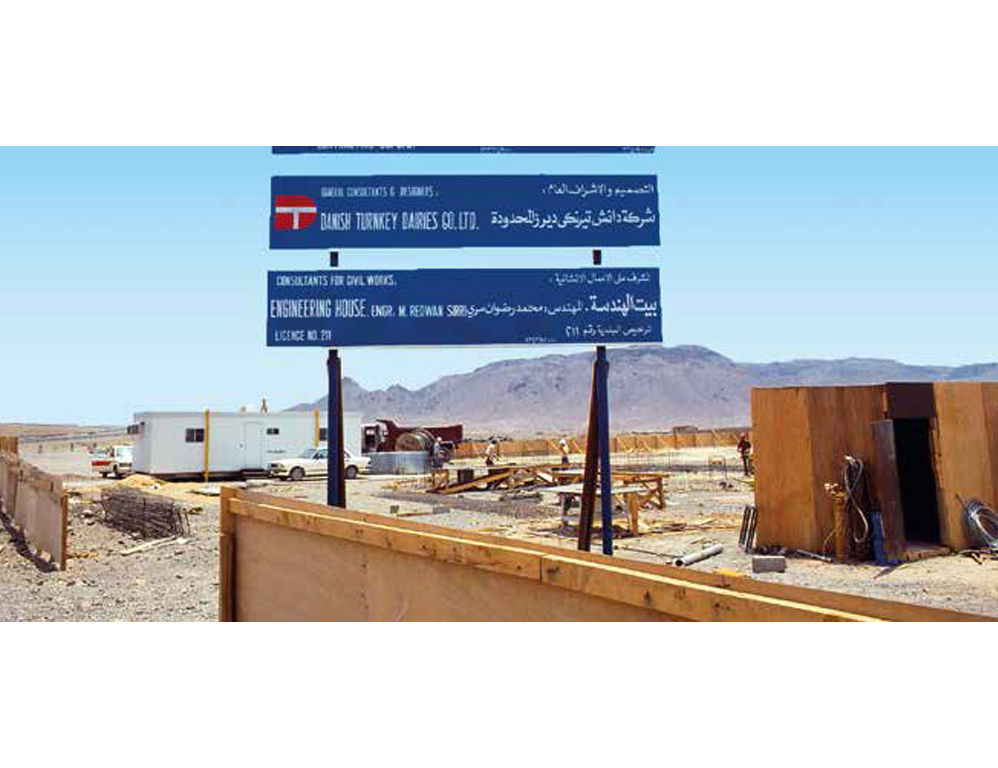 GENERAL CONSULTANTS & DESIGNERS.
التصميم والاشراف العام:
DANISH TURNKEY DAIRIES CO. LTD.
شركة دانش تيرنكي ديرز المحدودة
CONSULTANTS FOR CIVIL WORKS.
نشرف على الاعمال الانشائية:
ENGINEERING HOUSE. ENGR. M. REDWAN SIRRI
بيت الهندسة. المهندس: محمد رضوان سري
LICENCE NO. 211
ترخيص البلدية رقم ٢١١